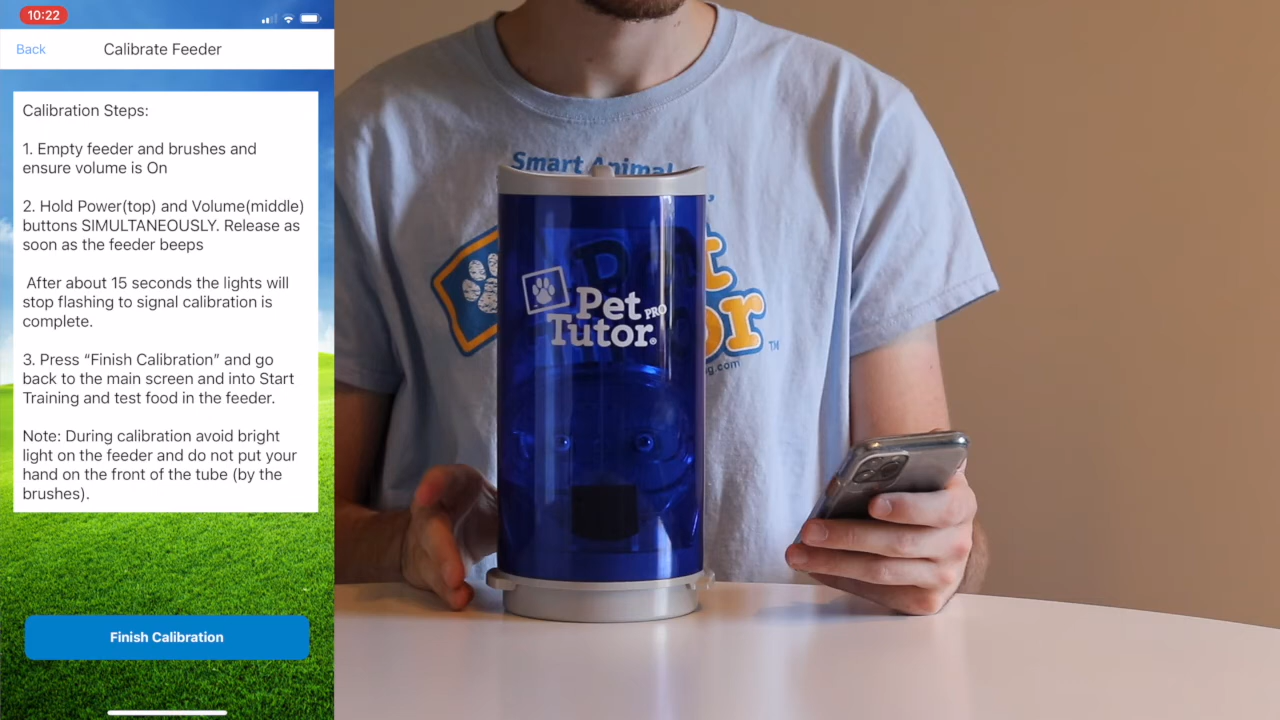 10:22
Back
Calibrate Feeder
Calibration Steps:
1. Empty feeder and brushes and
ensure volume is On
2. Hold Power(top) and Volume(middle)
buttons SIMULTANEOUSLY. Release as
soon as the feeder beeps
After about 15 seconds the lights will
stop flashing to signal calibration is
complete.
3. Press “Finish Calibration” and go
back to the main screen and into Start
Training and test food in the feeder.
Note: During calibration avoid bright
light on the feeder and do not put your
hand on the front of the tube (by the
brushes).
Finish Calibration
Smart Animal
Pet PRO
Tutor®
TM